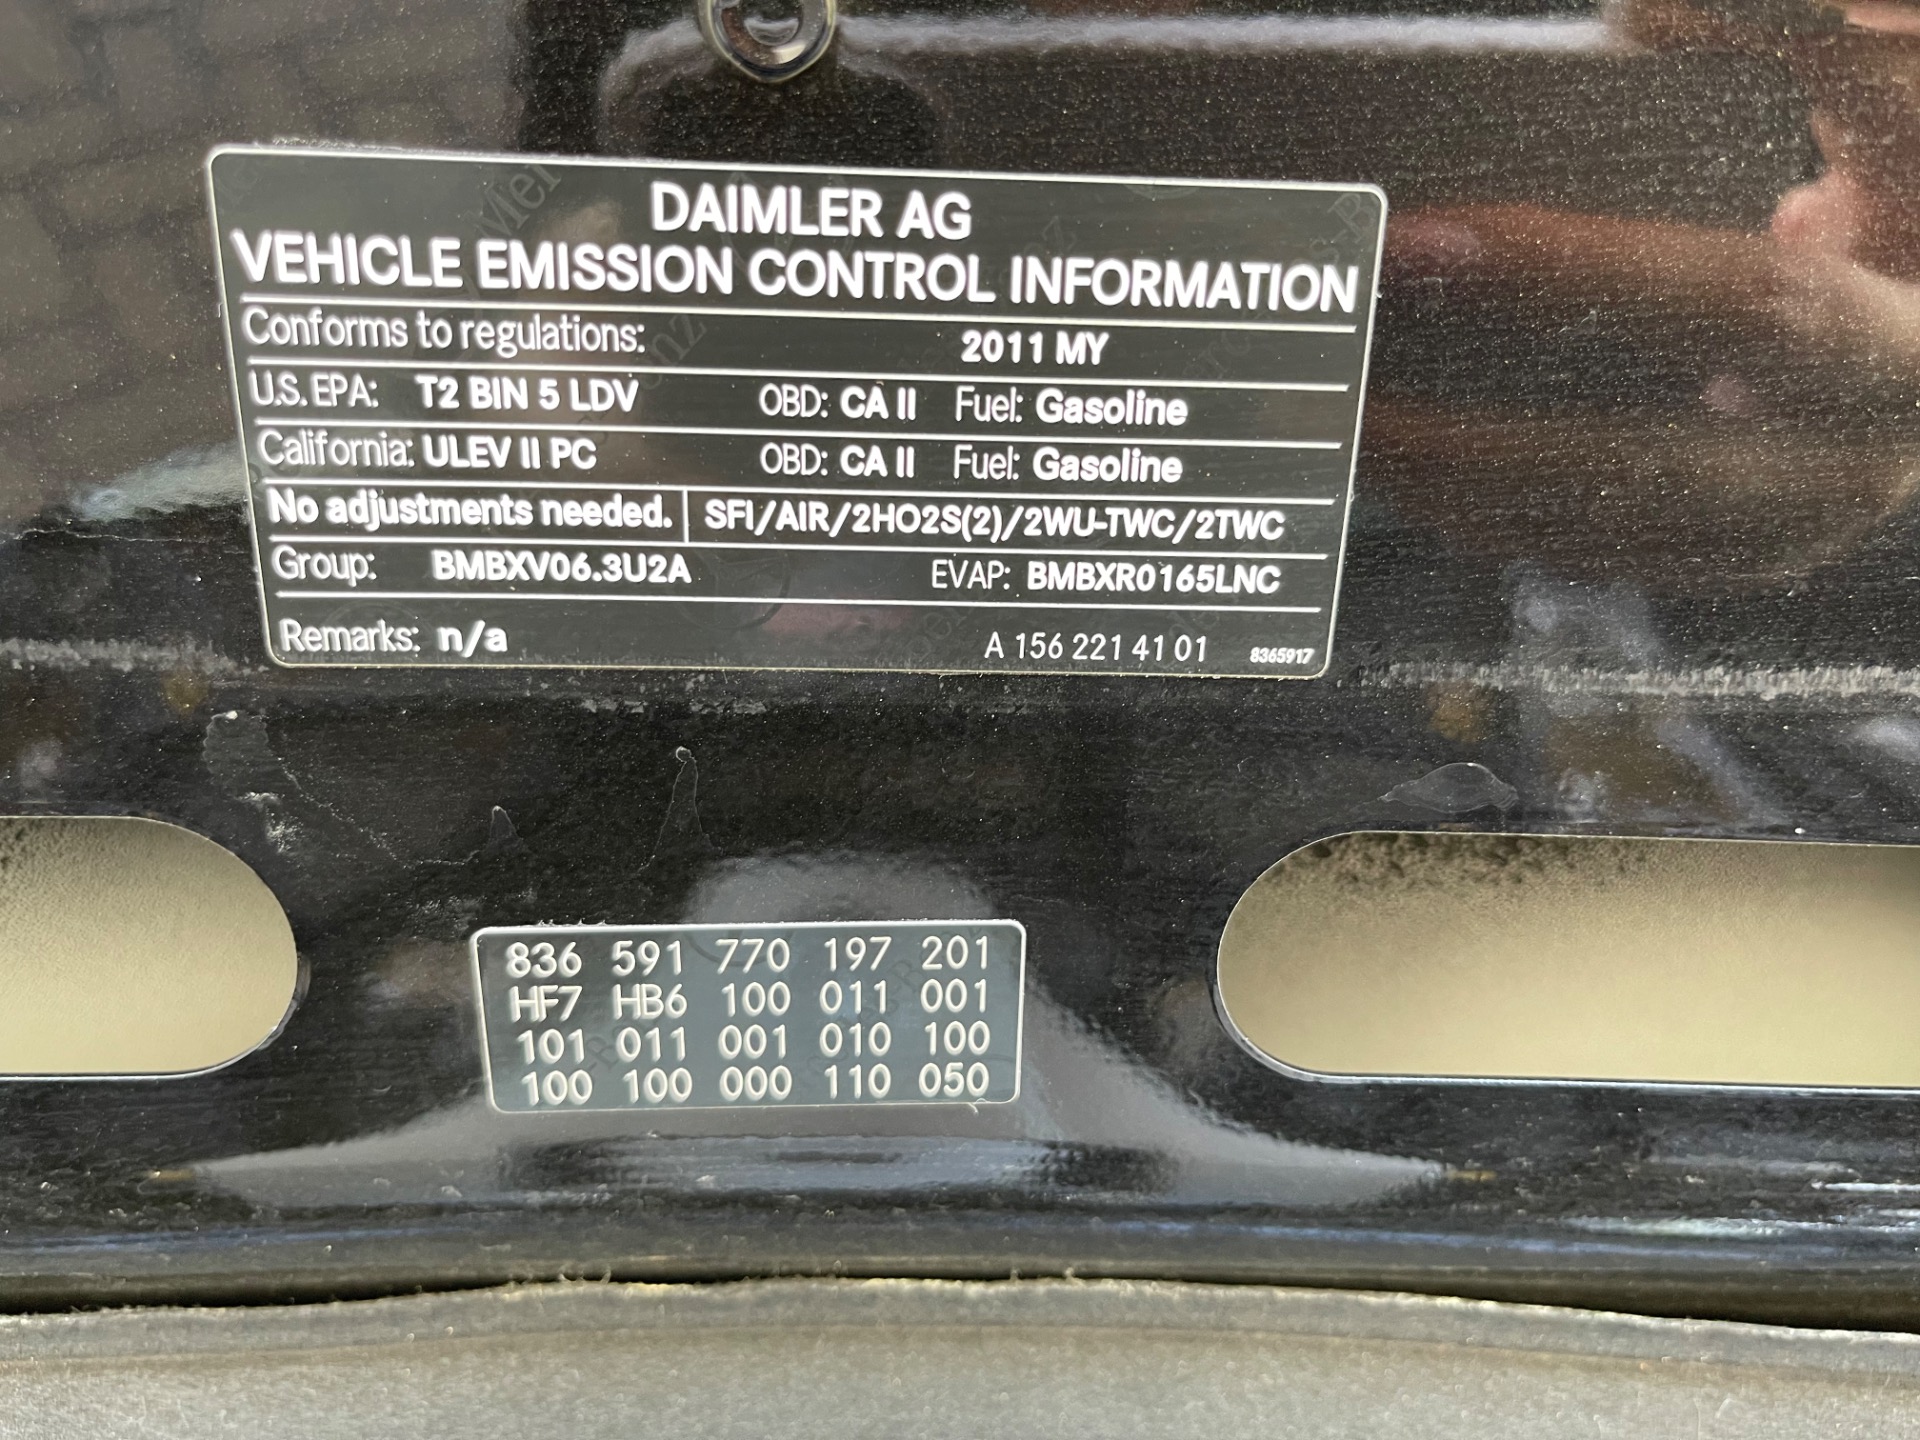 DAIMLER AG
VEHICLE EMISSION CONTROL INFORMATION
Conforms to regulations: 2011 MY
U.S. EPA: T2 BIN 5 LDV OBD: CA II Fuel: Gasoline
California: ULEV II PC OBD: CA II Fuel: Gasoline
No adjustments needed. SFI/AIR/2HO2S(2)/2WU-TWC/2TWC
Group: BMBXV06.3U2A EVAP: BMBXR0165LNC
Remarks: n/a A 156 221 41 01 8365917
836 591 770 197 201
HF7 HB6 100 011 001
101 011 001 010 100
100 100 000 110 050